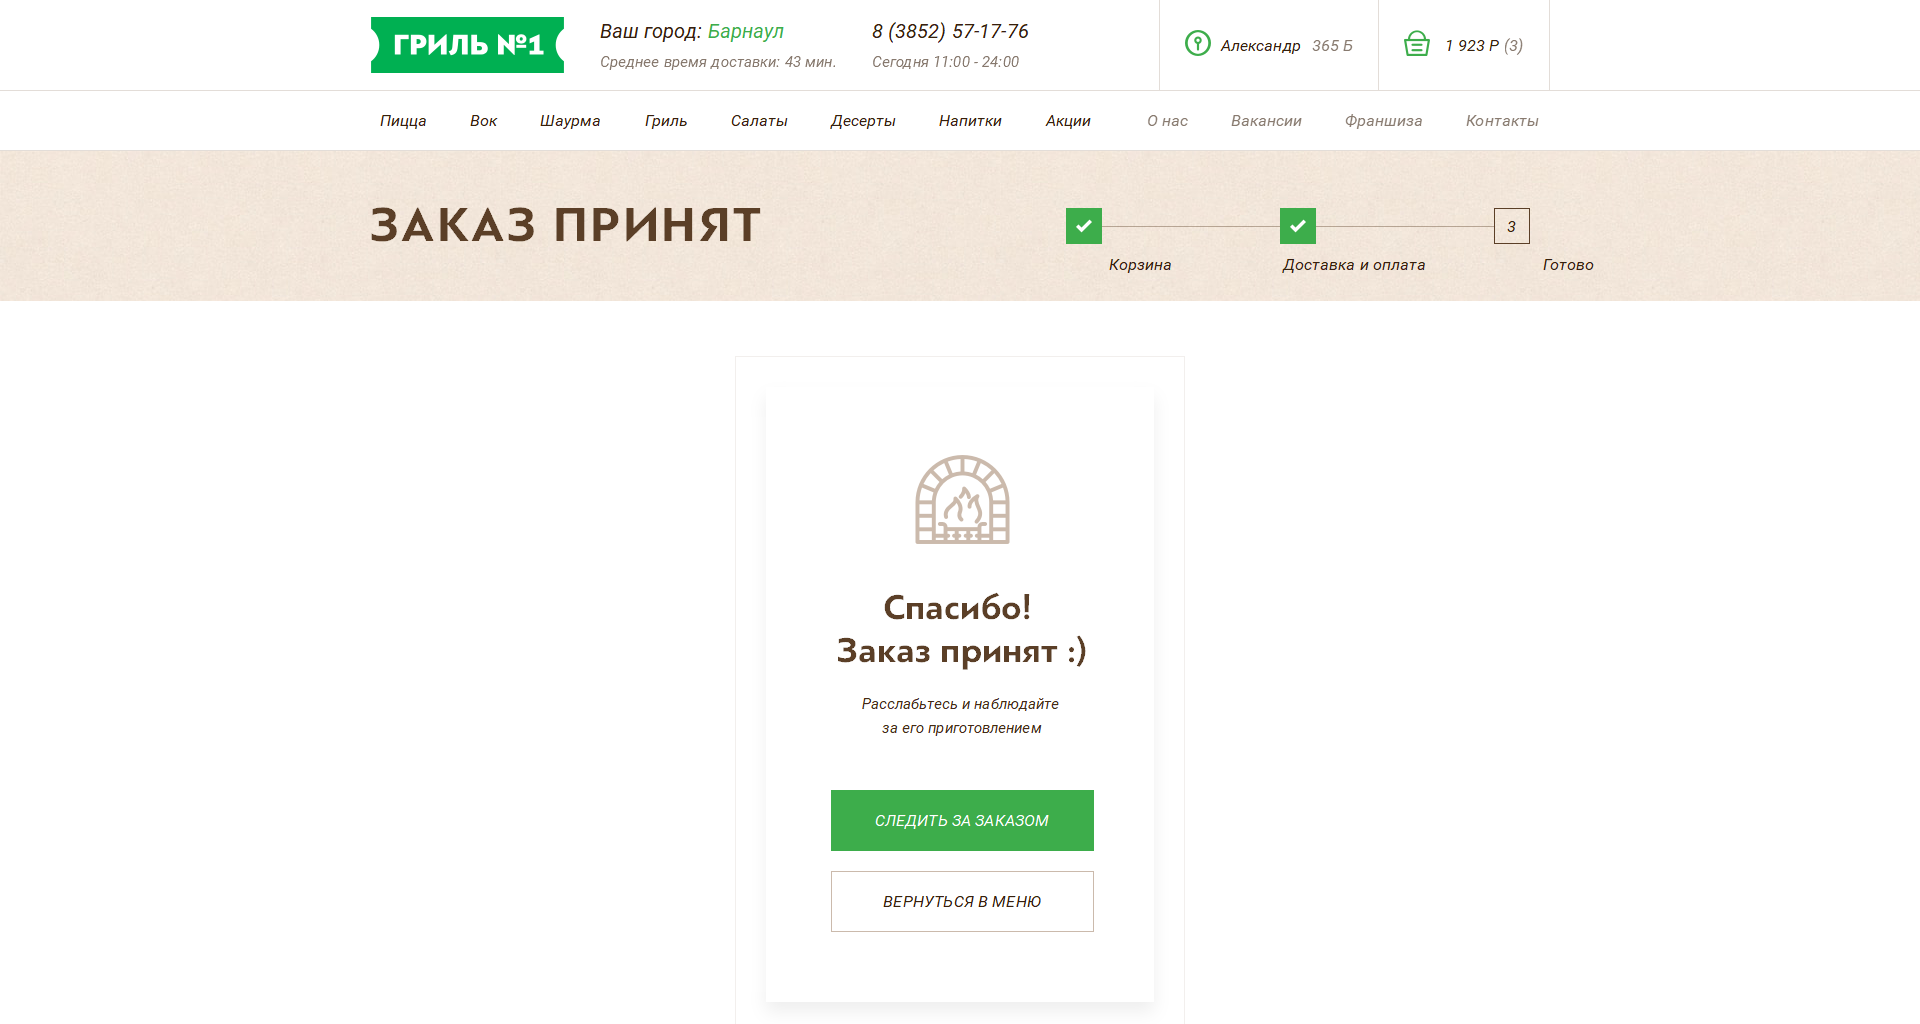 ГРИЛЬ №1
Ваш город: Барнаул
Среднее время доставки: 43 мин.
8 (3852) 57-17-76
Сегодня 11:00 - 24:00
Александр 365 Б
1 923 Р (3)
Пицца Вок Шаурма Гриль Салаты Десерты Напитки Акции О нас Вакансии Франшиза Контакты
ЗАКАЗ ПРИНЯТ
3
Корзина Доставка и оплата Готово
Спасибо!
Заказ принят :)
Расслабьтесь и наблюдайте
за его приготовлением
СЛЕДИТЬ ЗА ЗАКАЗОМ
ВЕРНУТЬСЯ В МЕНЮ